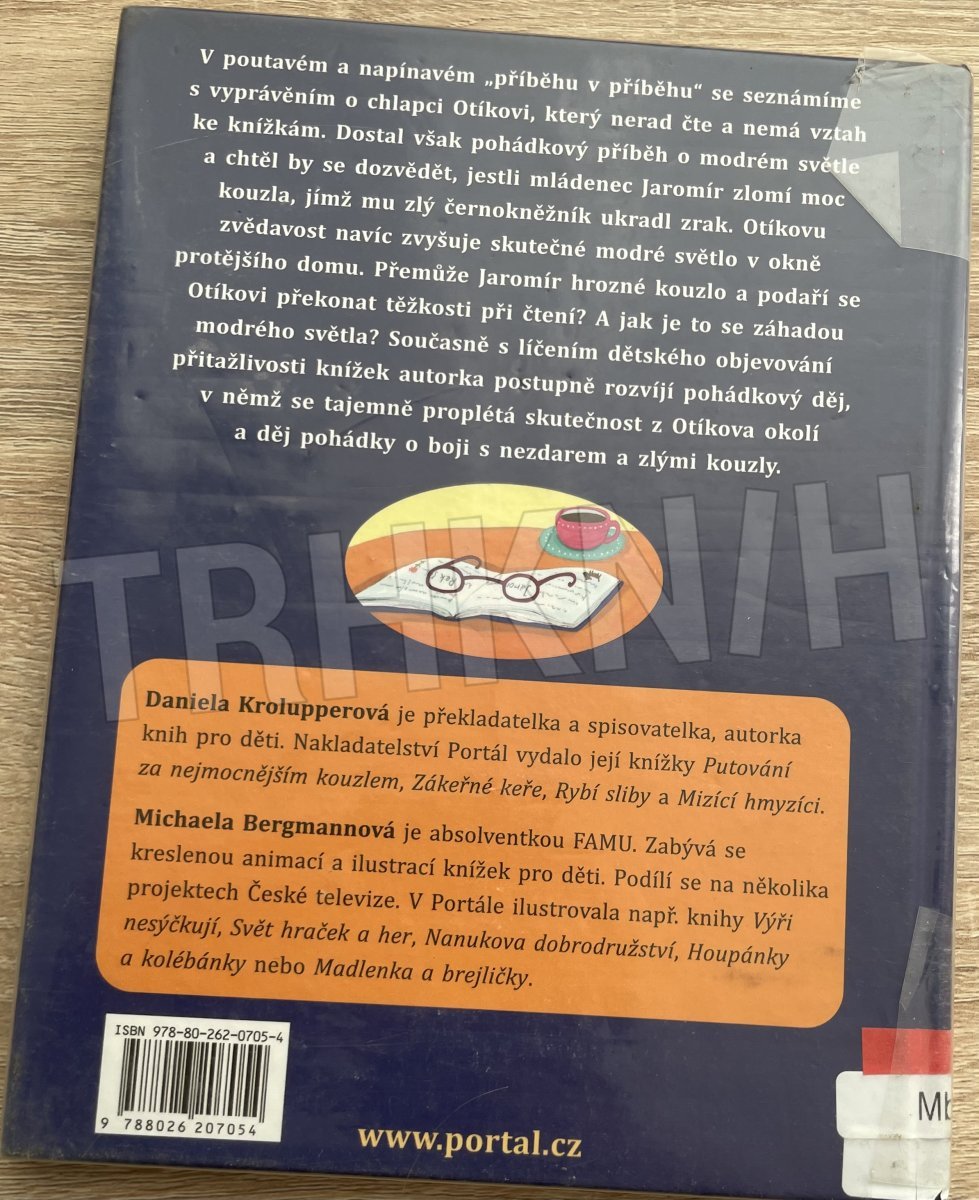 V poutavém a napínavém „příběhu v příběhu“ se seznámíme
s vyprávěním o chlapci Otíkovi, který nerad čte a nemá vztah
ke knížkám. Dostal však pohádkový příběh o modrém světle
a chtěl by se dozvědět, jestli mládenec Jaromír zlomí moc
kouzla, jímž mu zlý černokněžník ukradl zrak. Otíkovu
zvědavost navíc zvyšuje skutečné modré světlo v okně
protějšího domu. Přemůže Jaromír hrozné kouzlo a podaří se
Otíkovi překonat těžkosti při čtení? A jak je to se záhadou
modrého světla? Současně s líčením dětského objevování
přitažlivosti knížek autorka postupně rozvíjí pohádkový děj,
v němž se tajemně proplétá skutečnost z Otíkova okolí
a děj pohádky o boji s nezdarem a zlými kouzly.
TRHKNIH
Daniela Krolupperová je překladatelka a spisovatelka, autorka
knih pro děti. Nakladatelství Portál vydalo její knížky Putování
za nejmocnějším kouzlem, Zákeřné keře, Rybí sliby a Mizící hmyzíci.
Michaela Bergmannová je absolventkou FAMU. Zabývá se
kreslenou animací a ilustrací knížek pro děti. Podílí se na několika
projektech České televize. V Portále ilustrovala např. knihy Výři
nesýčkují, Svět hraček a her, Nanukova dobrodružství, Houpánky
a kolébánky nebo Madlenka a brejličky.
ISBN 978-80-262-0705-4
9 788026 207054
www.portal.cz
Mb